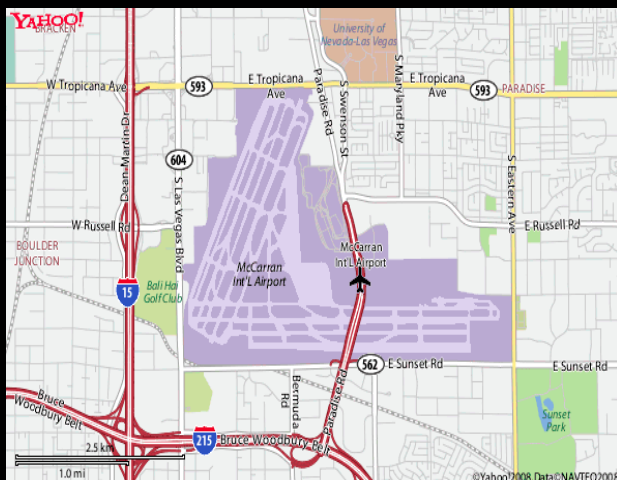 YAHOO!
BRACKEN
University of
Nevada-Las Vegas
W Tropicana Ave
593
E Tropicana
Ave
E Tropicana
Ave
593
PARADISE
Paradise Rd
S Swenson St
S Maryland Pky
Dean Martin Dr
604
S Las Vegas Blvd
S Eastern Ave
W Russell Rd
E Russell Rd
BOULDER
JUNCTION
McCarran
Int'L Airport
McCarran
Int'L Airport
15
Bali Hai
Golf Club
562
E Sunset Rd
E Sunset Rd
Bermuda
Rd
Paradise Rd
Bruce
Woodbury Belt
215
Bruce Woodbury Belt
Sunset
Park
2.5 km
1.0 mi
©Yahoo!2008 Data©NAVTEQ2008